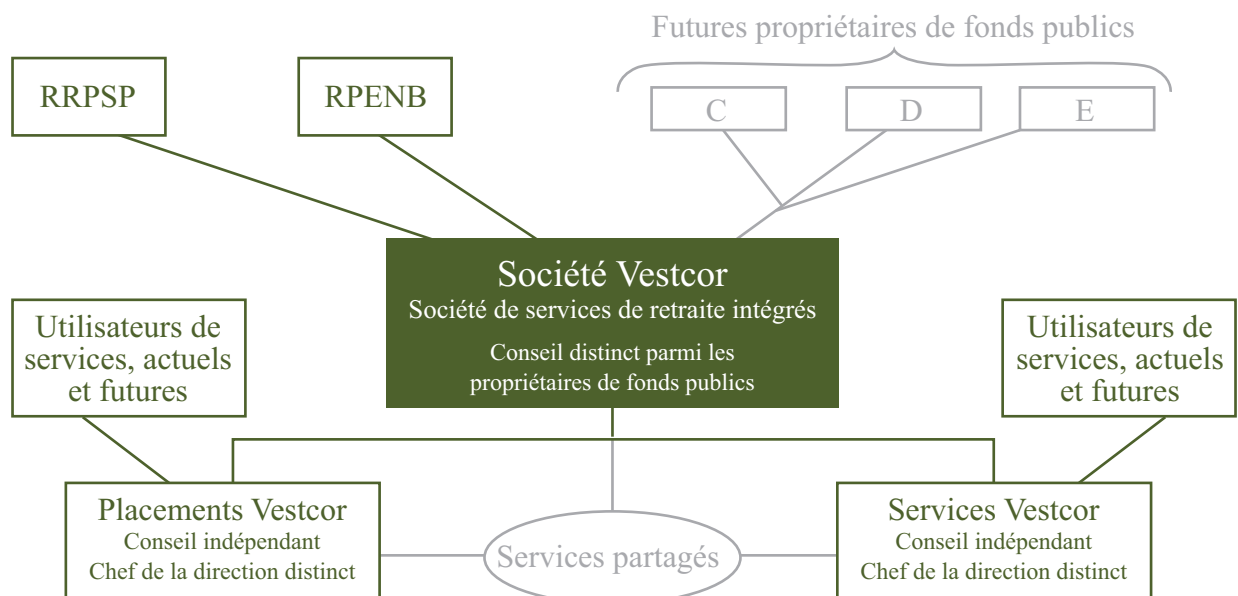 Futures propriétaires de fonds publics
RRPSP
RPENB
C
D
E
Société Vestcor
Société de services de retraite intégrés
Conseil distinct parmi les
propriétaires de fonds publics
Utilisateurs de
services, actuels
et futures
Utilisateurs de
services, actuels
et futures
Placements Vestcor
Conseil indépendant
Chef de la direction distinct
Services partagés
Services Vestcor
Conseil indépendant
Chef de la direction distinct